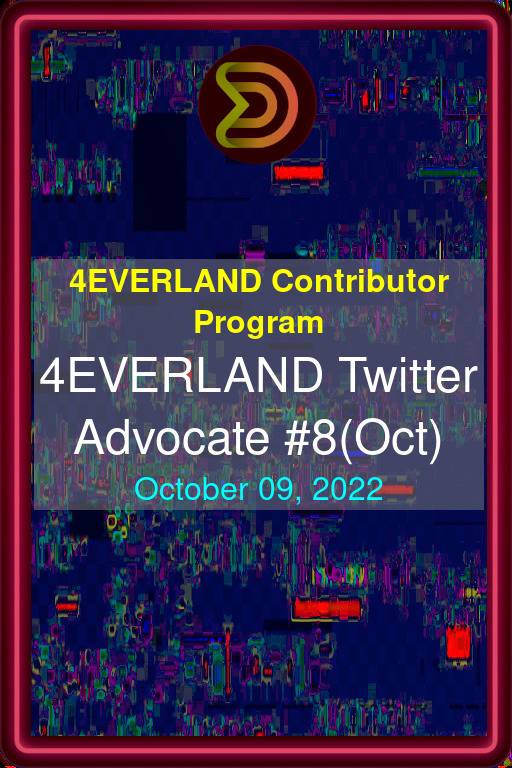 4EVERLAND Contributor
Program
4EVERLAND Twitter
Advocate #8(Oct)
October 09, 2022